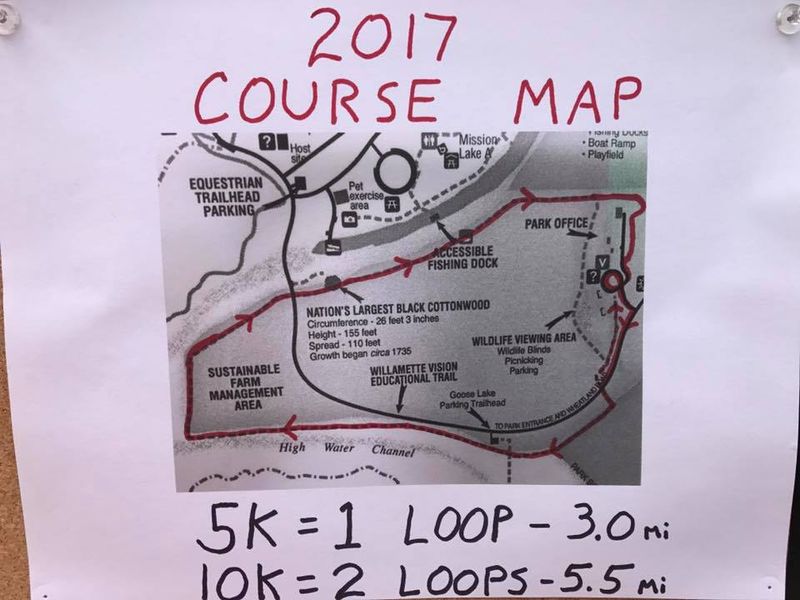 2017
COURSE MAP
?
Host
site
Mission
Lake A
Fishing Docks
• Boat Ramp
• Playfield
EQUESTRIAN
TRAILHEAD
PARKING
Pet
exercise
area
PARK OFFICE
ACCESSIBLE
FISHING DOCK
V
?
NATION'S LARGEST BLACK COTTONWOOD
Circumference - 26 feet 3 inches
Height - 155 feet
Spread - 110 feet
Growth began circa 1735
WILDLIFE VIEWING AREA
Wildlife Blinds
Picnicking
Parking
SUSTAINABLE
FARM
MANAGEMENT
AREA
WILLAMETTE VISION
EDUCATIONAL TRAIL
Goose Lake
Parking Trailhead
TO PARK ENTRANCE AND WHEATLAND
High Water Channel
PARK
5K = 1 LOOP - 3.0 mi
10K = 2 LOOPS - 5.5 mi